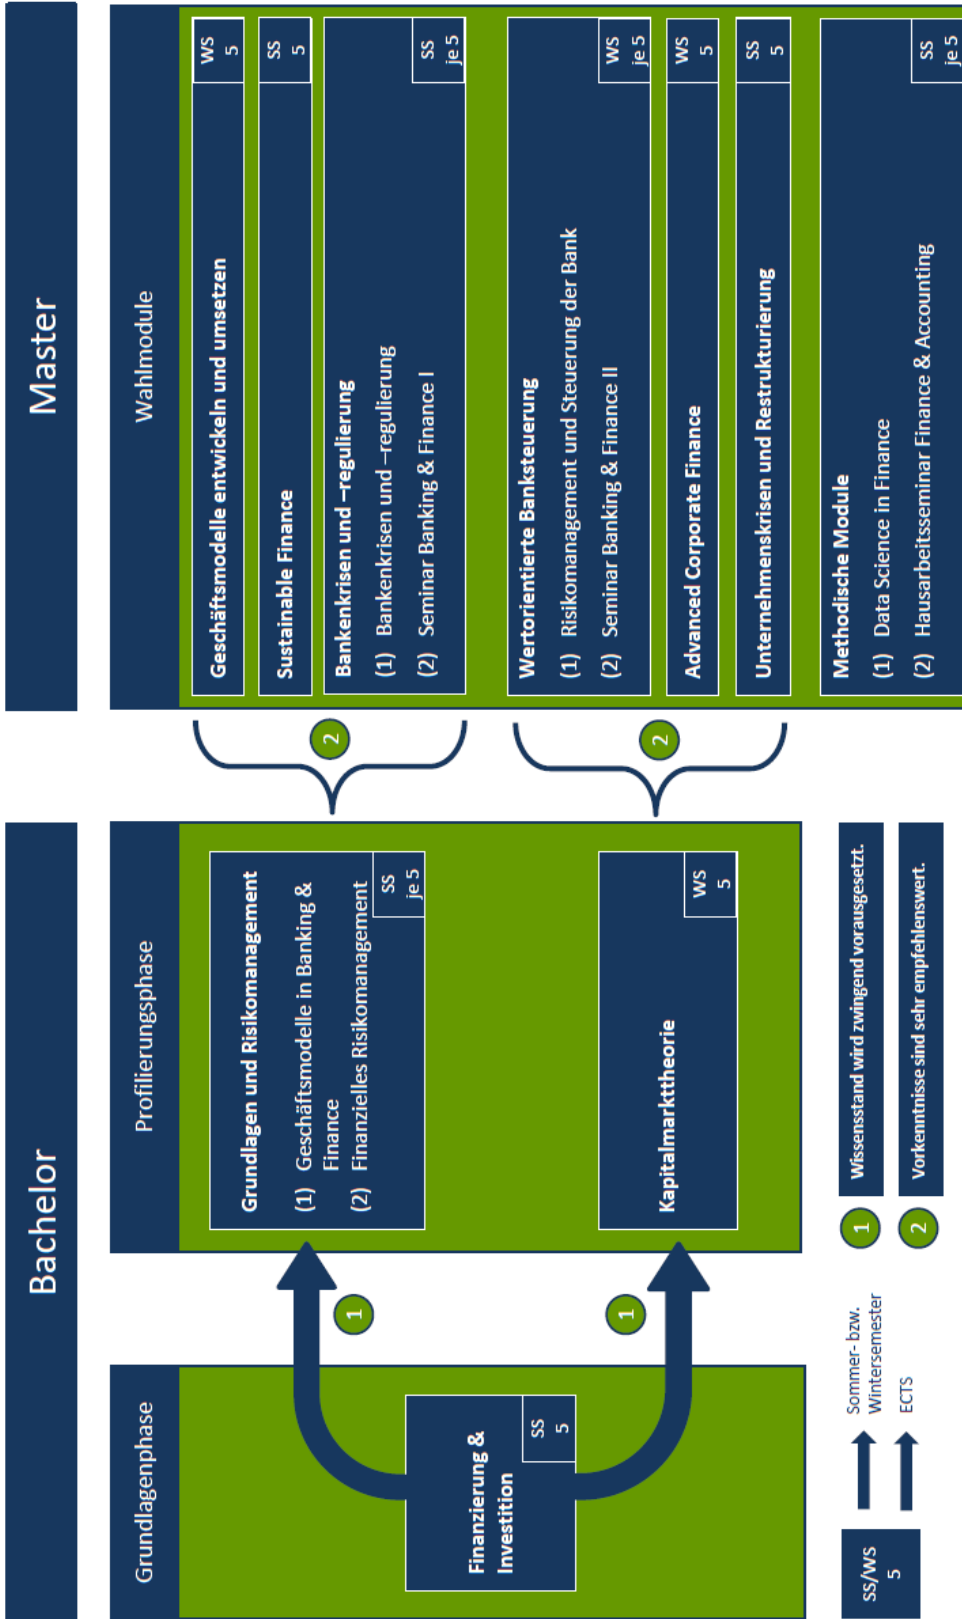 Bachelor
Master
Grundlagenphase
Profilierungsphase
Wahlmodule
Finanzierung &
Investition
SS
5
1
1
Grundlagen und Risikomanagement
(1) Geschäftsmodelle in Banking &
Finance
(2) Finanzielles Risikomanagement
SS
je 5
Kapitalmarkttheorie
WS
5
2
2
Geschäftsmodelle entwickeln und umsetzen
WS
5
Sustainable Finance
SS
5
Bankenkrisen und –regulierung
(1) Bankenkrisen und –regulierung
(2) Seminar Banking & Finance I
SS
je 5
Wertorientierte Banksteuerung
(1) Risikomanagement und Steuerung der Bank
(2) Seminar Banking & Finance II
WS
je 5
Advanced Corporate Finance
WS
5
Unternehmenskrisen und Restrukturierung
SS
5
Methodische Module
(1) Data Science in Finance
(2) Hausarbeitsseminar Finance & Accounting
SS
je 5
SS/WS
5
Sommer- bzw.
Wintersemester
ECTS
1 Wissensstand wird zwingend vorausgesetzt.
2 Vorkenntnisse sind sehr empfehlenswert.